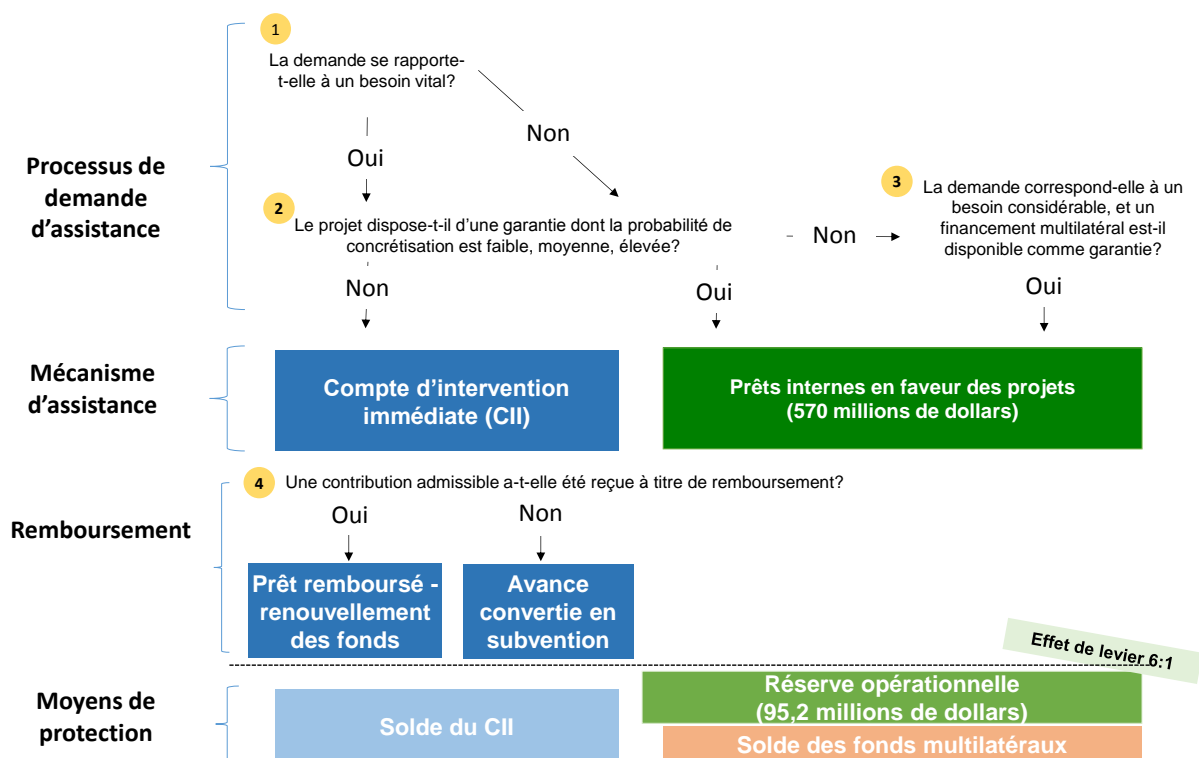 1
La demande se rapporte-
t-elle à un besoin vital?
Non
Oui
Processus de
demande
d'assistance
3
La demande correspond-elle à un
besoin considérable, et un
financement multilatéral est-il
disponible comme garantie?
2
Le projet dispose-t-il d'une garantie dont la probabilité de
concrétisation est faible, moyenne, élevée?
Non
Non
Oui
Oui
Mécanisme
d'assistance
Compte d'intervention
immédiate (CII)
Prêts internes en faveur des projets
(570 millions de dollars)
4
Une contribution admissible a-t-elle été reçue à titre de remboursement?
Remboursement
Oui
Non
Prêt remboursé -
renouvellement
des fonds
Avance
convertie en
subvention
Effet de levier 6:1
Moyens de
protection
Solde du CII
Réserve opérationnelle
(95,2 millions de dollars)
Solde des fonds multilatéraux